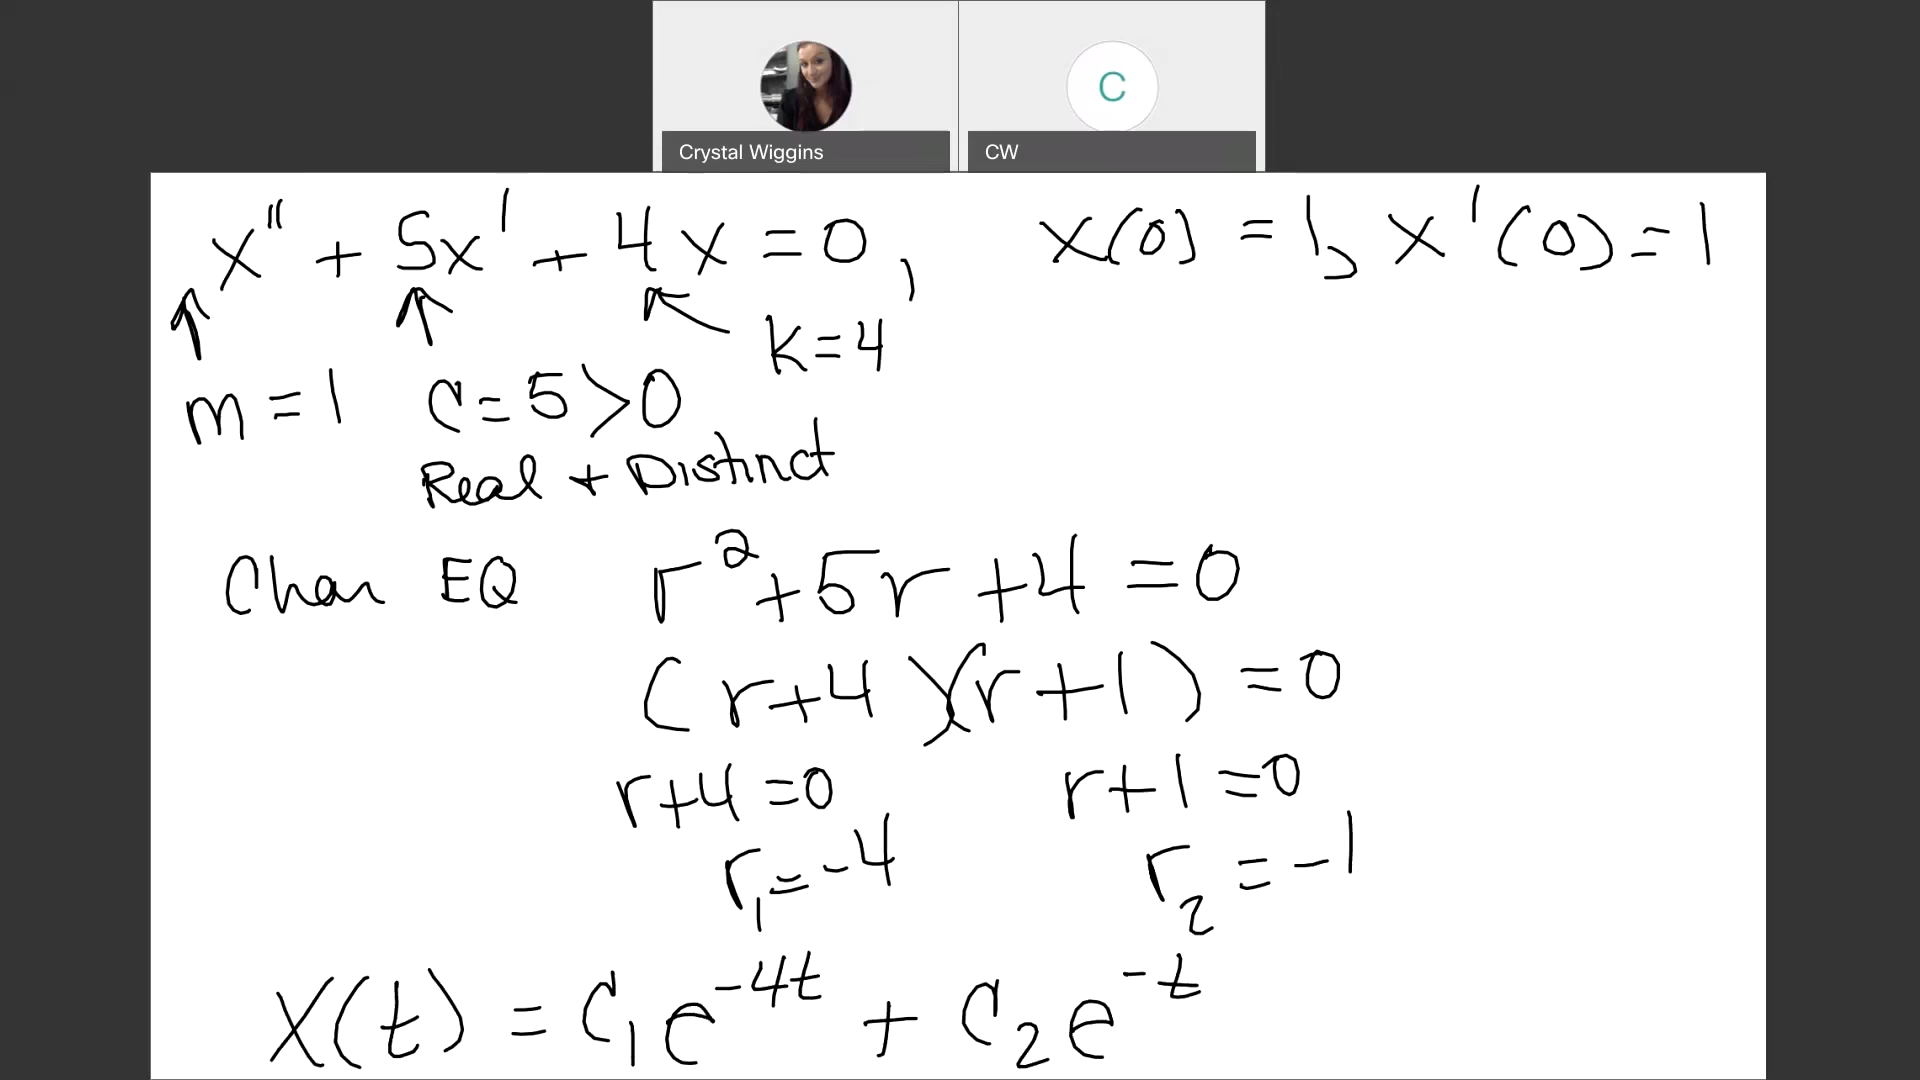 C
Crystal Wiggins
CW
x'' + 5x' + 4x = 0, x(0) = 1, x'(0) = 1
k = 4
m = 1 c = 5 > 0
Real + Distinct
Char EQ r² + 5r + 4 = 0
(r + 4)(r + 1) = 0
r + 4 = 0 r + 1 = 0
r₁ = -4 r₂ = -1
X(t) = C₁e^{-4t} + C₂e^{-t}